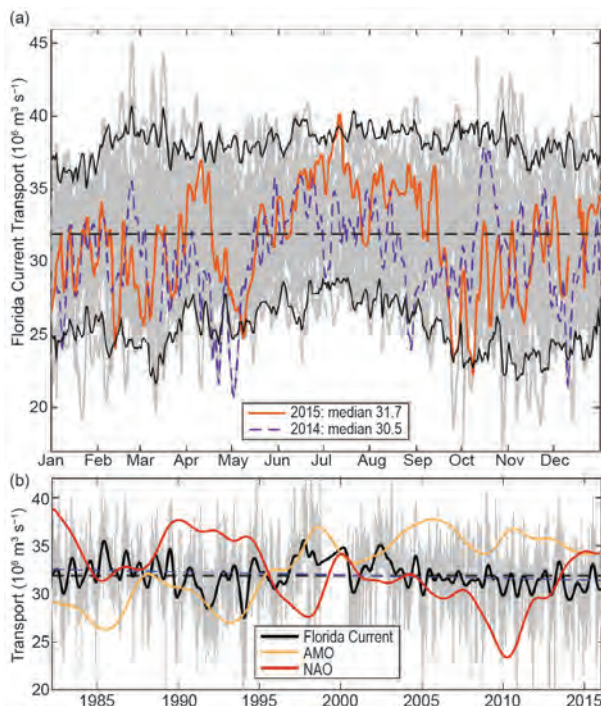 (a)
45
40
35
30
25
20
Florida Current Transport (10⁶ m³ s⁻¹)
2015: median 31.7
2014: median 30.5
Jan Feb Mar Apr May Jun Jul Aug Sep Oct Nov Dec
(b)
40
35
30
25
20
Transport (10⁶ m³ s⁻¹)
Florida Current
AMO
NAO
1985 1990 1995 2000 2005 2010 2015